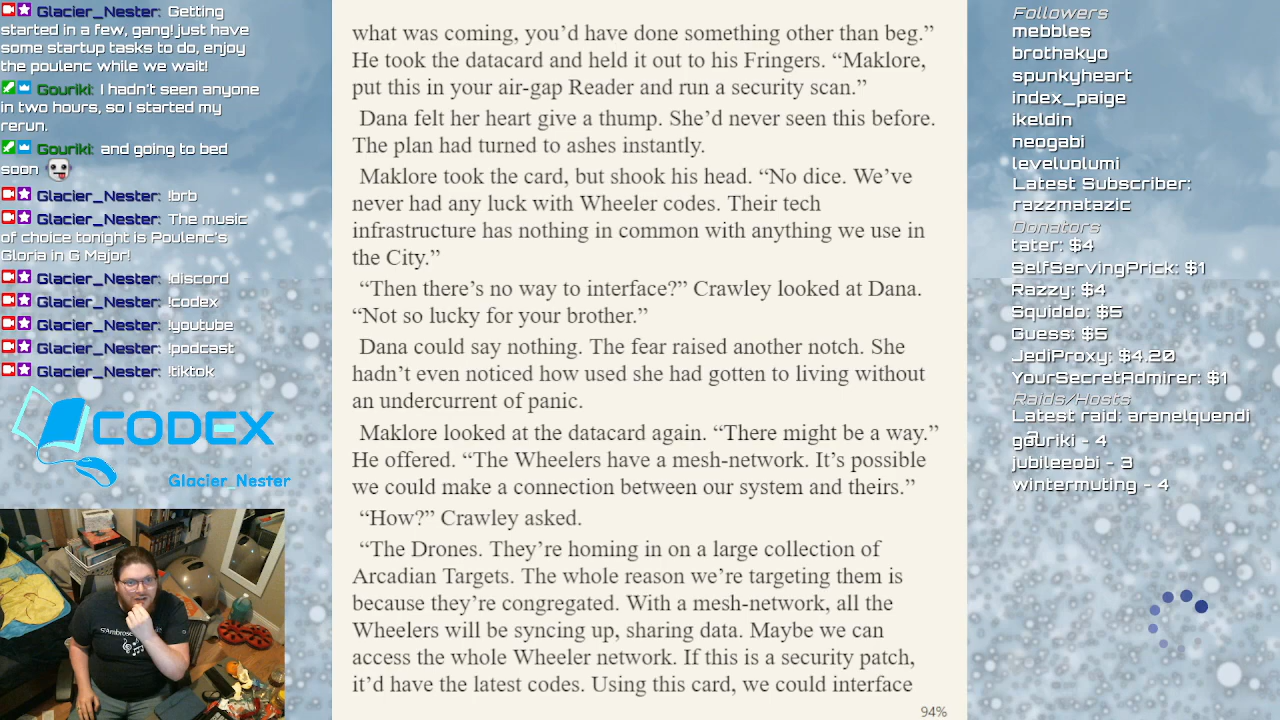 Glacier_Nester: Getting
started in a few, gang! just have
some startup tasks to do, enjoy
the poulenc while we wait!
Gouriki: I hadn't seen anyone
in two hours, so I started my
rerun.
Gouriki: and going to bed
soon
Glacier_Nester: !brb
Glacier_Nester: The music
of choice tonight is Poulenc's
Gloria in G Major!
Glacier_Nester: !discord
Glacier_Nester: !codex
Glacier_Nester: !youtube
Glacier_Nester: !podcast
Glacier_Nester: !tiktok
CODEX
Glacier_Nester
what was coming, you’d have done something other than beg.”
He took the datacard and held it out to his Fringers. “Maklore,
put this in your air-gap Reader and run a security scan.”
Dana felt her heart give a thump. She’d never seen this before.
The plan had turned to ashes instantly.
Maklore took the card, but shook his head. “No dice. We’ve
never had any luck with Wheeler codes. Their tech
infrastructure has nothing in common with anything we use in
the City.”
“Then there’s no way to interface?” Crawley looked at Dana.
“Not so lucky for your brother.”
Dana could say nothing. The fear raised another notch. She
hadn’t even noticed how used she had gotten to living without
an undercurrent of panic.
Maklore looked at the datacard again. “There might be a way.”
He offered. “The Wheelers have a mesh-network. It’s possible
we could make a connection between our system and theirs.”
“How?” Crawley asked.
“The Drones. They’re homing in on a large collection of
Arcadian Targets. The whole reason we’re targeting them is
because they’re congregated. With a mesh-network, all the
Wheelers will be syncing up, sharing data. Maybe we can
access the whole Wheeler network. If this is a security patch,
it’d have the latest codes. Using this card, we could interface
94%
Followers
mebbles
brothakyo
spunkyheart
index_paige
ikeldin
neogabi
leveluolumi
Latest Subscriber:
razzmatazic
Donators
tater: $4
SelfServingPrick: $1
Razzy: $4
Squiddo: $5
Guess: $5
JediProxy: $4.20
YourSecretAdmirer: $1
Raids/Hosts
Latest raid: aranelquendi
gouriki - 4
jubileeobi - 3
wintermuting - 4